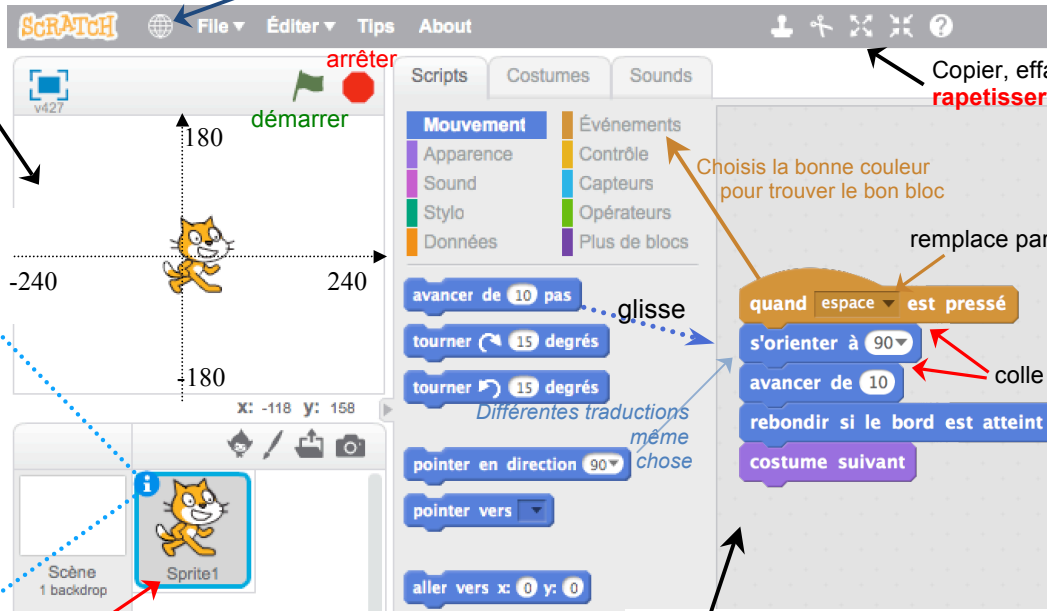 SCRATCH File Éditer Tips About
arrêter
démarrer
v427
180
-240
240
-180
x: -118 y: 158
Scène
1 backdrop
Sprite1
Scripts Costumes Sounds
Mouvement
Apparence
Sound
Stylo
Données
Événements
Contrôle
Capteurs
Opérateurs
Plus de blocs
avancer de 10 pas
tourner 15 degrés
tourner 15 degrés
pointer en direction 90
pointer vers
aller vers x: 0 y: 0
glisse
Différentes traductions
même
chose
Copier, effa
rapetisser
Choisis la bonne couleur
pour trouver le bon bloc
remplace par
quand espace est pressé
s'orienter à 90
avancer de 10
rebondir si le bord est atteint
costume suivant
colle